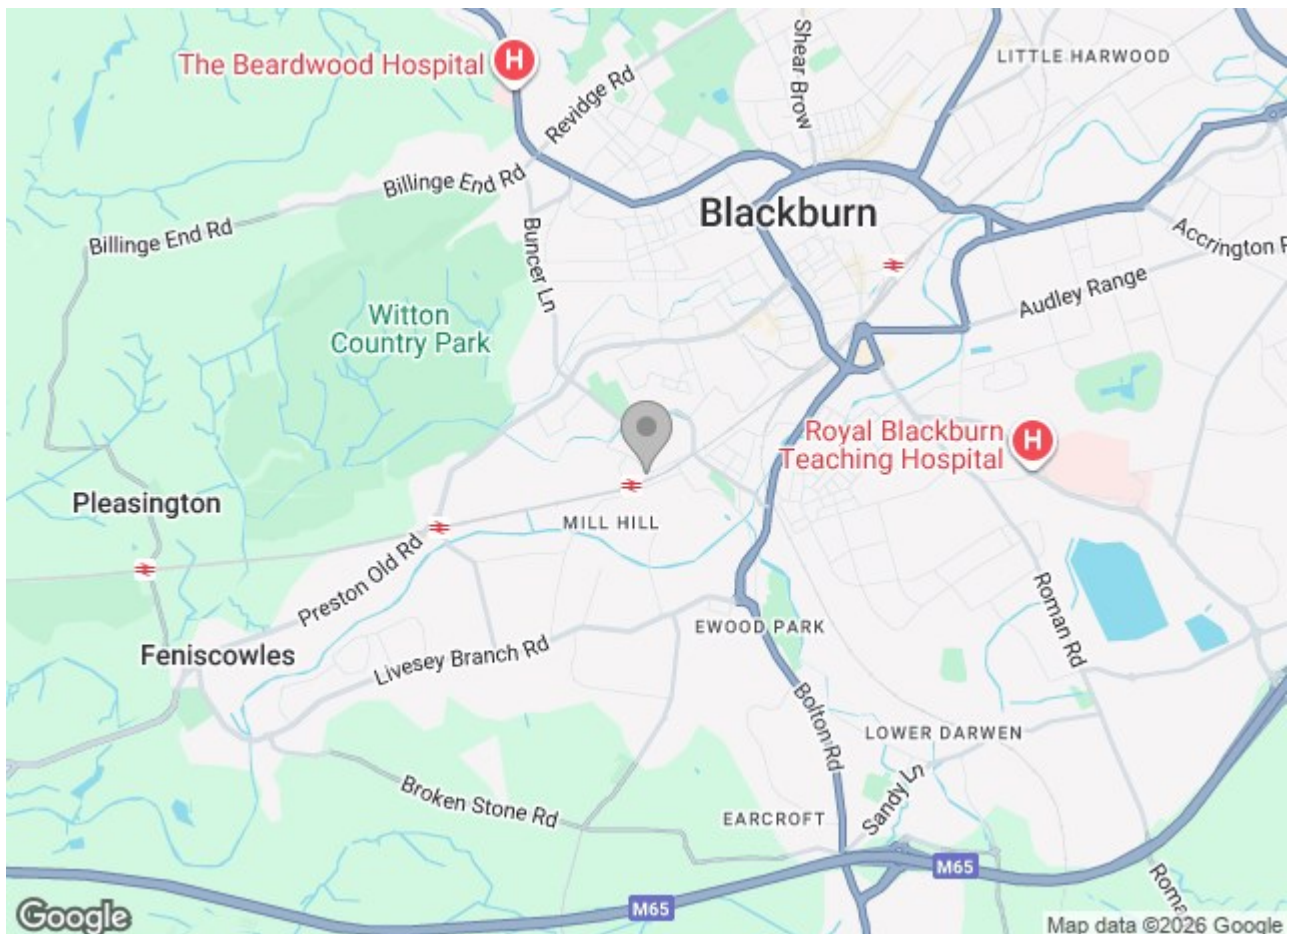 The Beardwood Hospital
H
Revidge Rd
Shear Brow
LITTLE HARWOOD
Billinge End Rd
Blackburn
Billinge End Rd
Buncer Ln
Accrington R
Audley Range
Witton
Country Park
Royal Blackburn
Teaching Hospital
H
Pleasington
MILL HILL
Preston Old Rd
Roman Rd
EWOOD PARK
Feniscowles
Livesey Branch Rd
Bolton Rd
LOWER DARWEN
Sandy Ln
Broken Stone Rd
EARCROFT
M65
M65
Roma
Google
Map data ©2026 Google